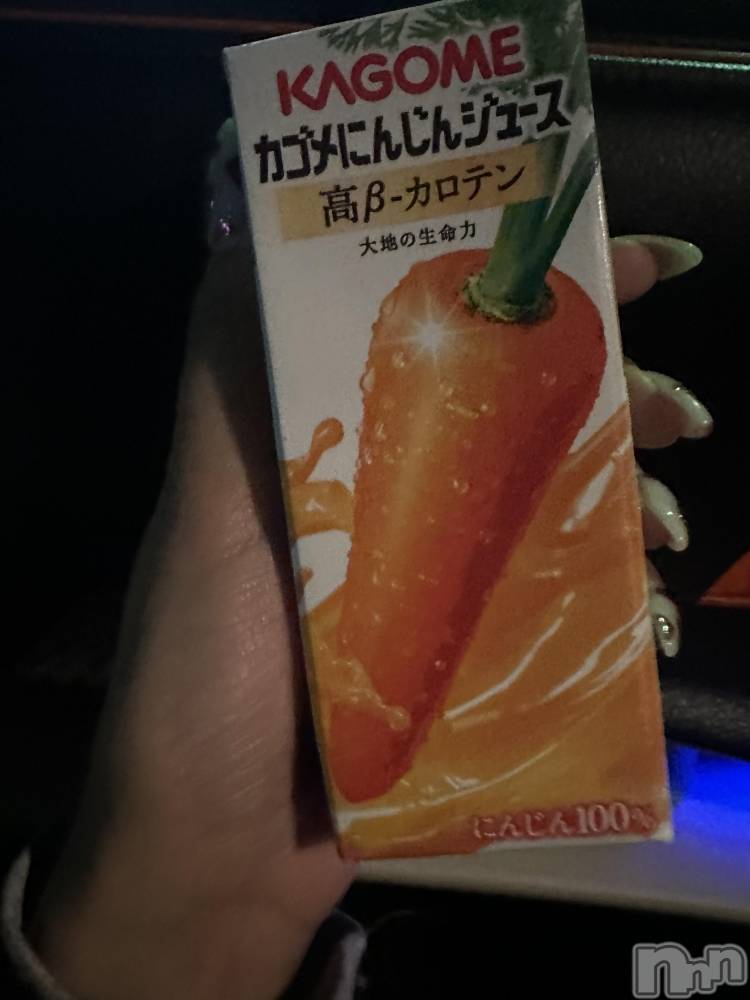 KAGOME
カゴメにんじんジュース
高β-カロテン
大地の生命力
にんじん100%
nnn